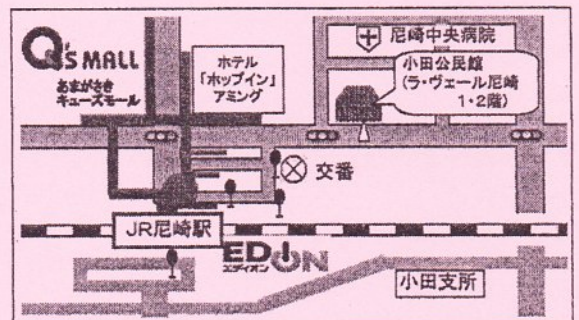 Q's MALL
あまがさき
キューズモール
ホテル
「ホップイン」
アミング
尼崎中央病院
小田公民館
(ラ・ヴェール尼崎
1・2階)
交番
JR尼崎駅
EDION
エディオン
小田支所